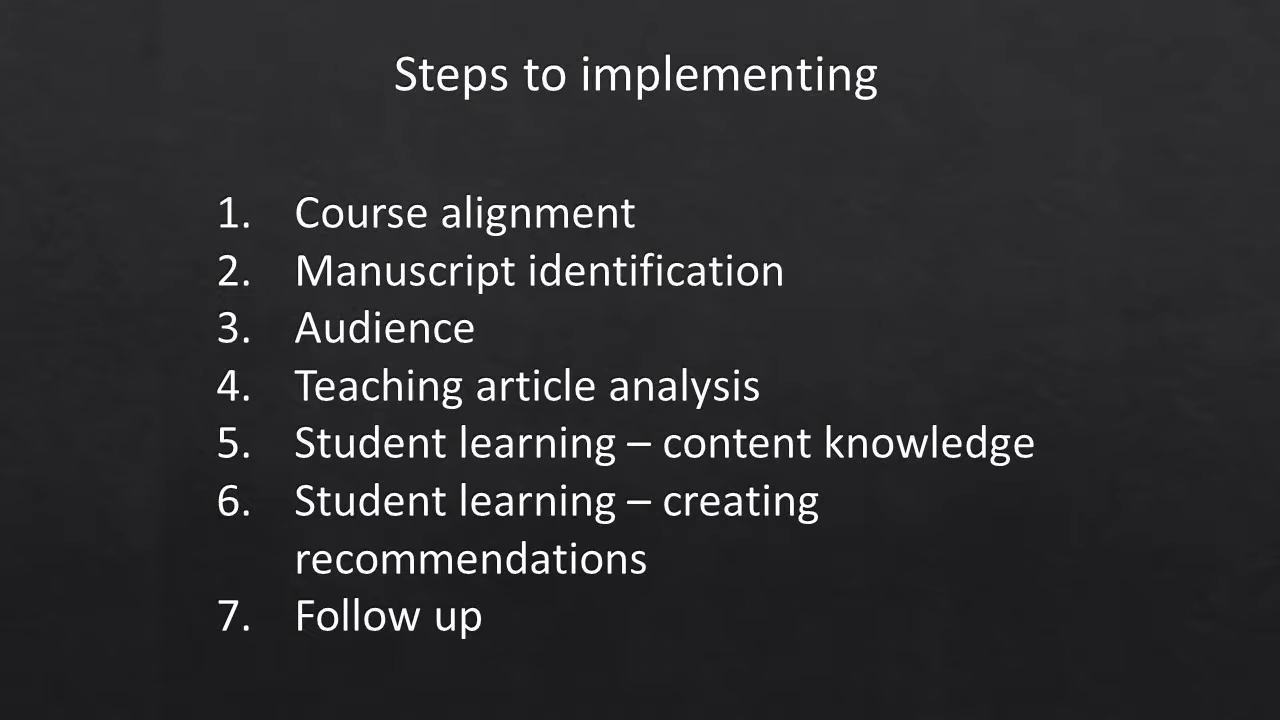 Steps to implementing
1. Course alignment
2. Manuscript identification
3. Audience
4. Teaching article analysis
5. Student learning – content knowledge
6. Student learning – creating
recommendations
7. Follow up